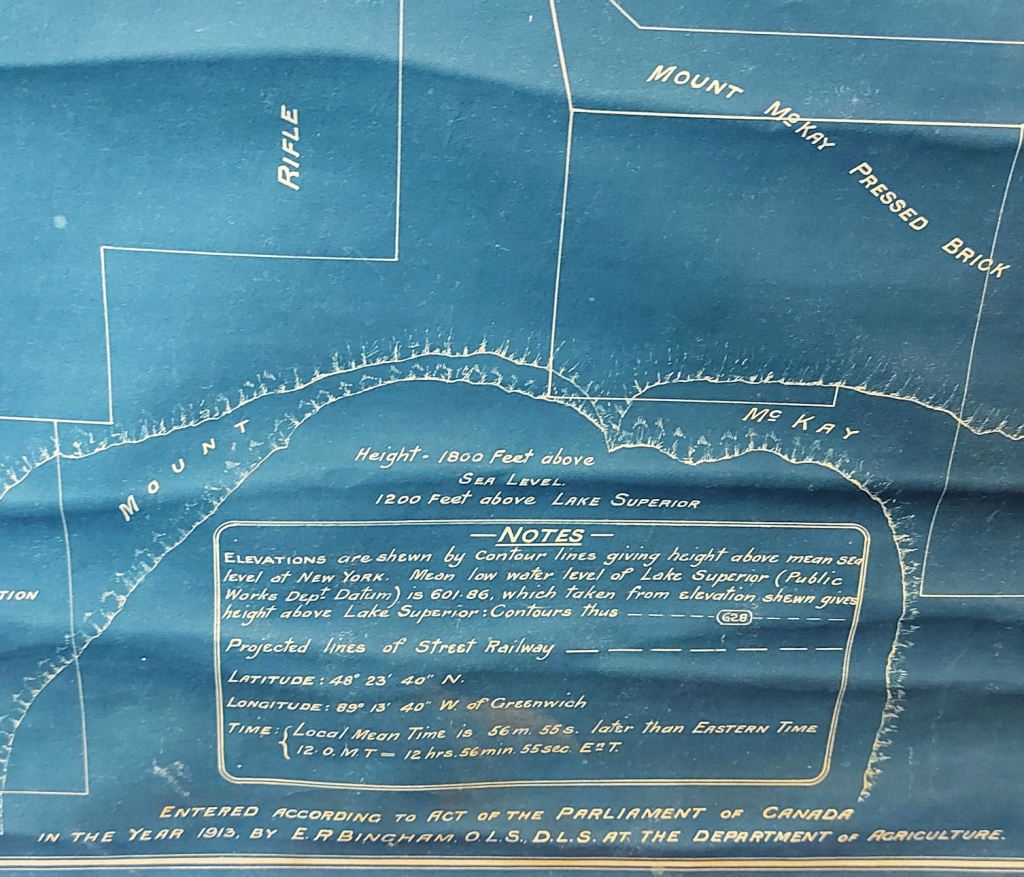 RIFLE
MOUNT McKAY PRESSED BRICK
MOUNT McKAY
Height - 1800 Feet above
SEA LEVEL.
1200 Feet above LAKE SUPERIOR
TION
— NOTES —
ELEVATIONS are shewn by Contour lines giving height above mean sea
level at NEW YORK. Mean low water level of Lake Superior (Public
Works Dept Datum) is 601.86, which taken from elevation shewn gives
height above Lake Superior: Contours thus — — — — 628 — — — —
Projected lines of Street Railway — — — — — —
LATITUDE: 48° 23' 40" N.
LONGITUDE: 89° 13' 40" W. of Greenwich
TIME: { Local Mean Time is 56 m. 55 s. later than EASTERN TIME
12. O. M. T = 12 hrs. 56 min. 55 sec. Eⁿ T.
ENTERED ACCORDING TO ACT OF THE PARLIAMENT OF CANADA
IN THE YEAR 1913, BY E. R BINGHAM, O.L.S., D.L.S. AT THE DEPARTMENT OF AGRICULTURE.